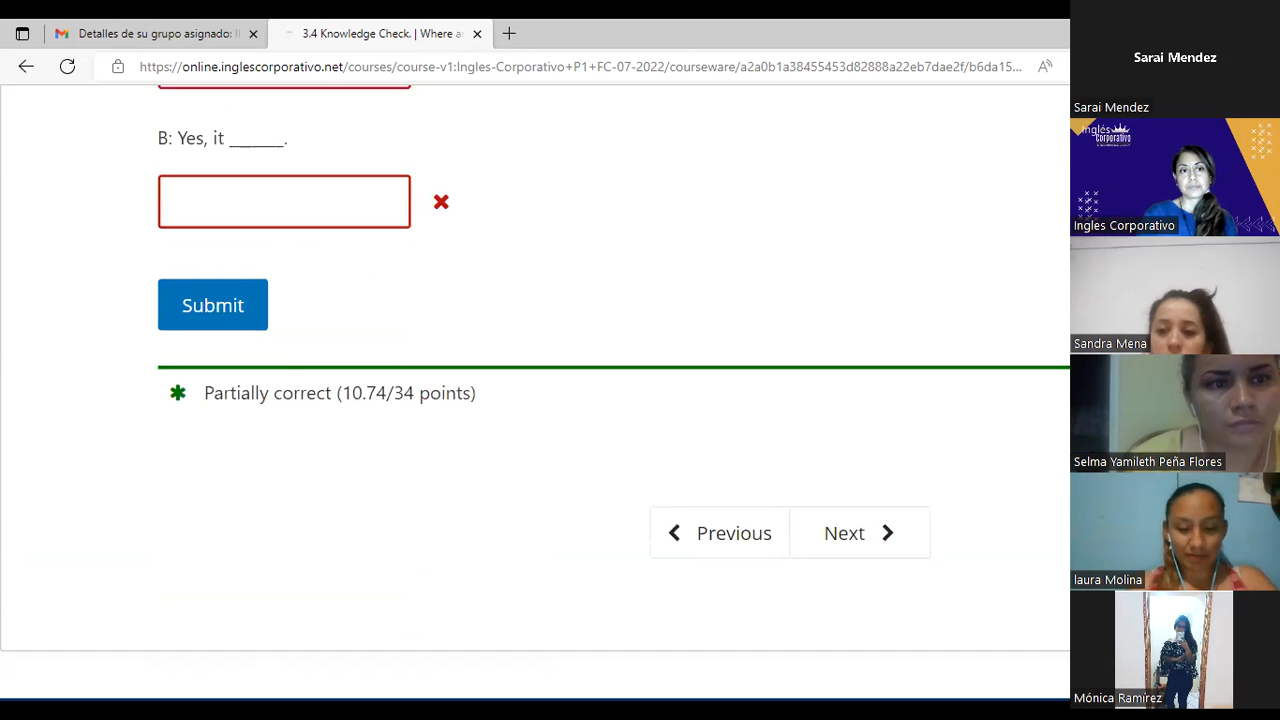 Detalles de su grupo asignado: I
3.4 Knowledge Check. | Where a
https://online.inglescorporativo.net/courses/course-v1:Ingles-Corporativo+P1+FC-07-2022/courseware/a2a0b1a38455453d82888a22eb7dae2f/b6da15...
B: Yes, it ______.
Submit
Partially correct (10.74/34 points)
Previous
Next
Sarai Mendez
Sarai Mendez
Inglés
Corporativo
Ingles Corporativo
Sandra Mena
Selma Yamileth Peña Flores
laura Molina
Mónica Ramírez